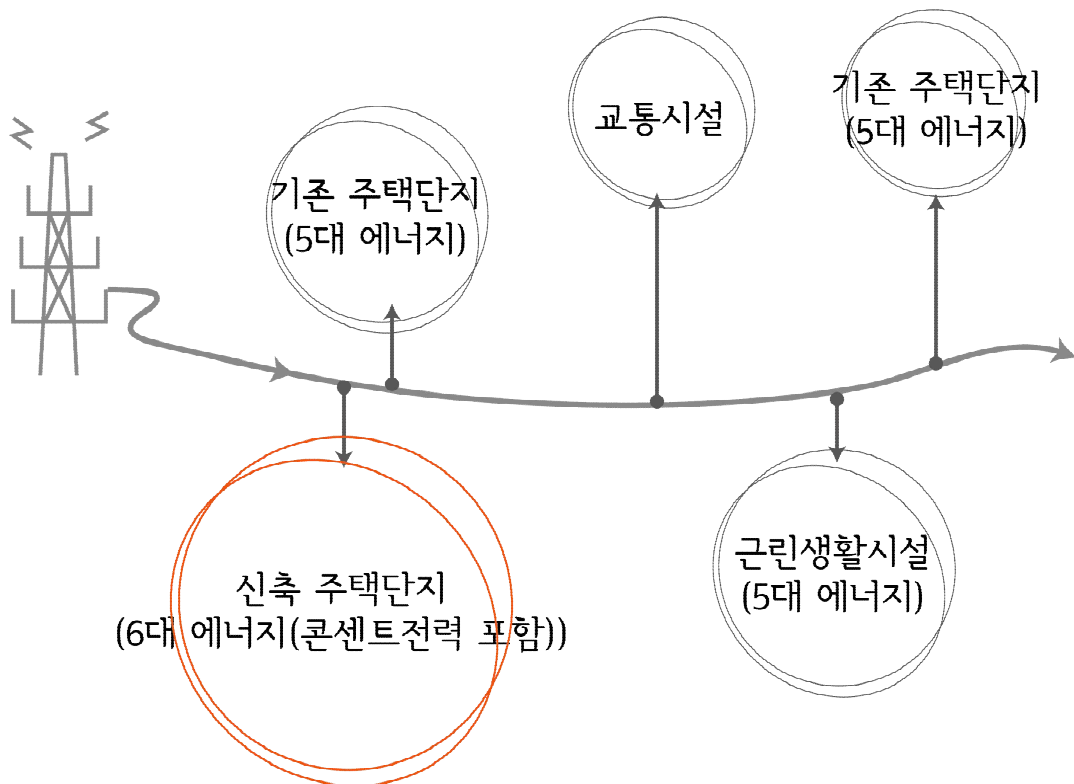 기존 주택단지
(5대 에너지)
교통시설
기존 주택단지
(5대 에너지)
신축 주택단지
(6대 에너지(콘센트전력 포함))
근린생활시설
(5대 에너지)